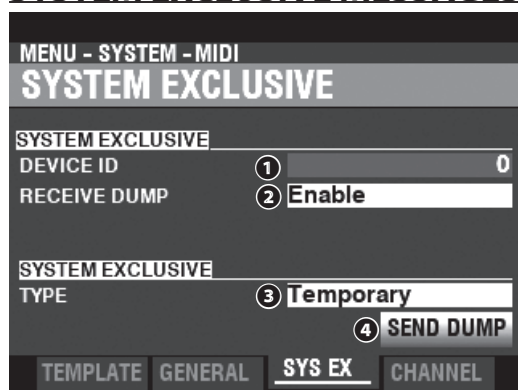 MENU - SYSTEM - MIDI
SYSTEM EXCLUSIVE
SYSTEM EXCLUSIVE
DEVICE ID 1 0
RECEIVE DUMP 2 Enable
SYSTEM EXCLUSIVE
TYPE 3 Temporary
4 SEND DUMP
TEMPLATE GENERAL SYS EX CHANNEL